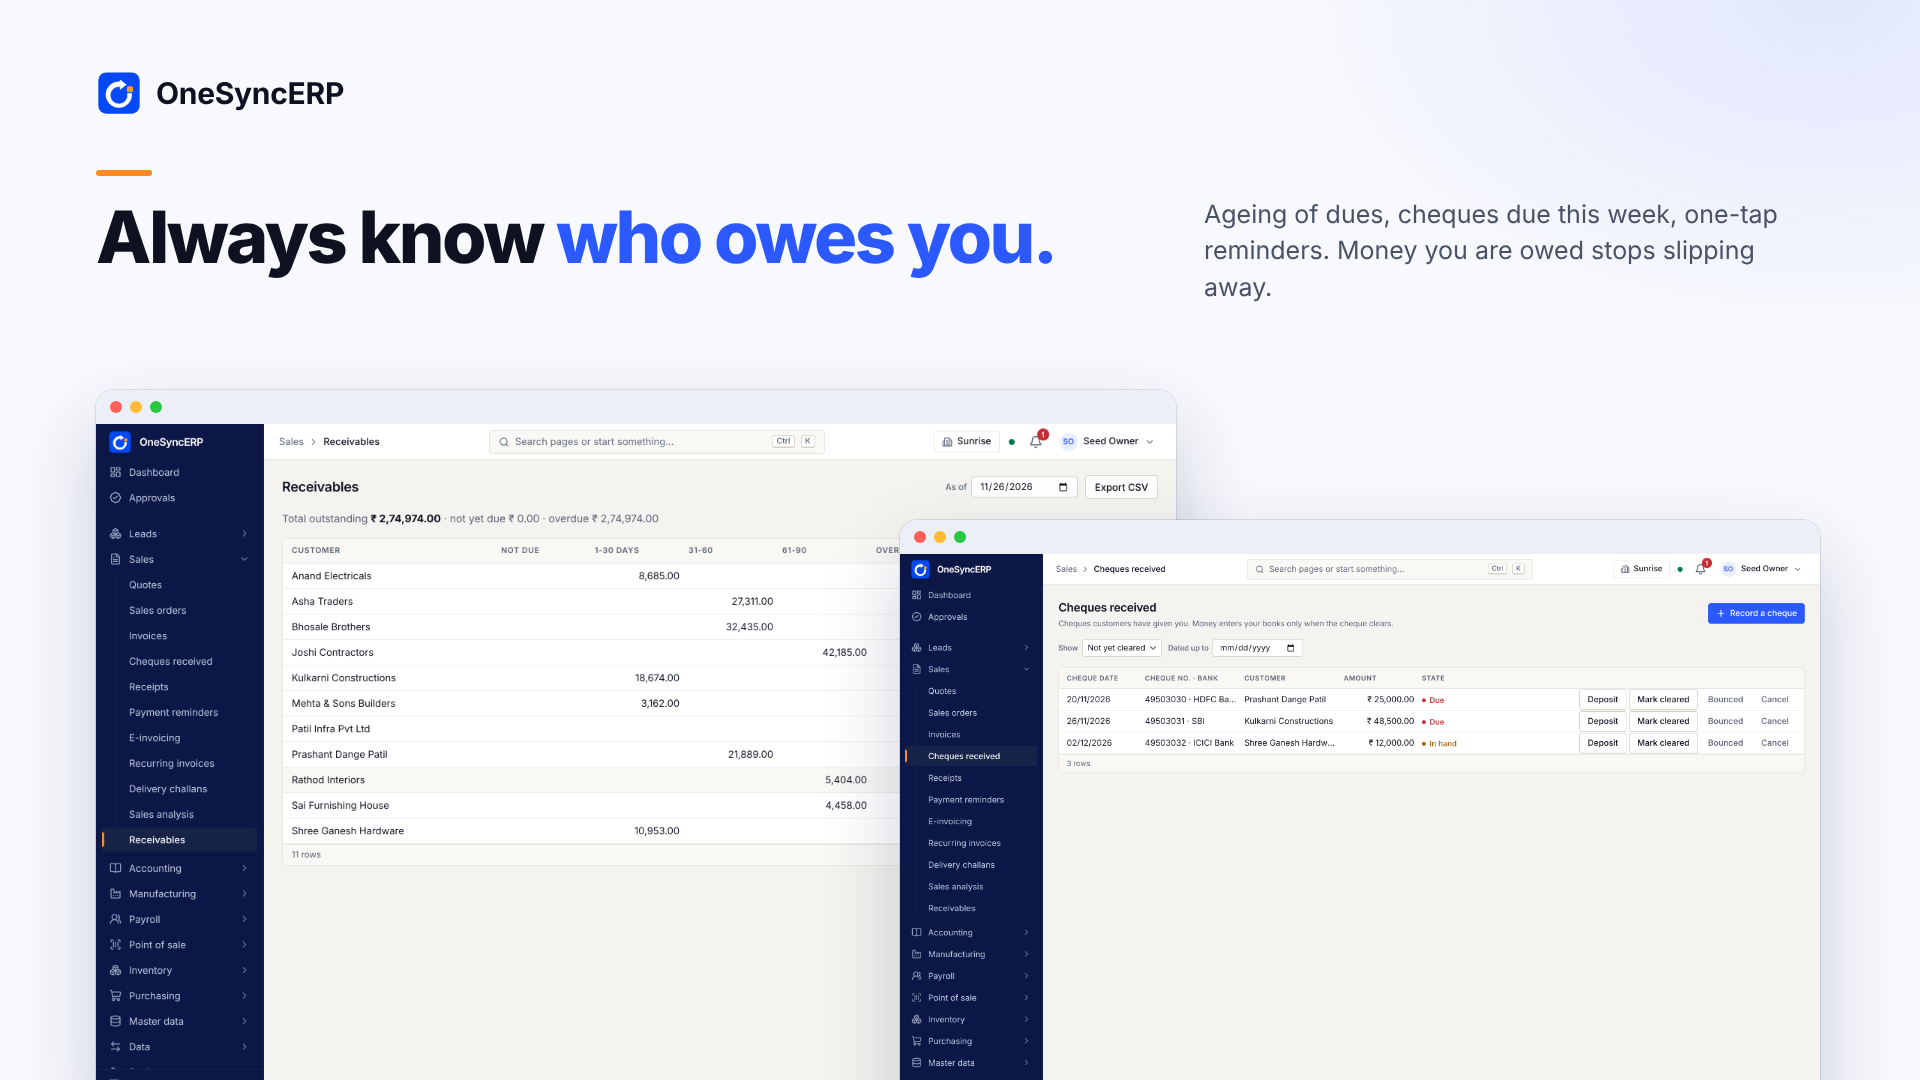 OneSyncERP
Always know who owes you.
Ageing of dues, cheques due this week, one-tap
reminders. Money you are owed stops slipping
away.
OneSyncERP
Dashboard
Approvals
Leads
Sales
Quotes
Sales orders
Invoices
Cheques received
Receipts
Payment reminders
E-invoicing
Recurring invoices
Delivery challans
Sales analysis
Receivables
Accounting
Manufacturing
Payroll
Point of sale
Inventory
Purchasing
Master data
Data
Sales > Receivables
Search pages or start something... Ctrl K
Sunrise 1 SO Seed Owner
Receivables
As of 11/26/2026 Export CSV
Total outstanding ₹ 2,74,974.00 · not yet due ₹ 0.00 · overdue ₹ 2,74,974.00
CUSTOMER NOT DUE 1-30 DAYS 31-60 61-90 OVER
Anand Electricals 8,685.00
Asha Traders 27,311.00
Bhosale Brothers 32,435.00
Joshi Contractors 42,185.00
Kulkarni Constructions 18,674.00
Mehta & Sons Builders 3,162.00
Patil Infra Pvt Ltd
Prashant Dange Patil 21,889.00
Rathod Interiors 5,404.00
Sai Furnishing House 4,458.00
Shree Ganesh Hardware 10,953.00
11 rows
OneSyncERP
Dashboard
Approvals
Leads
Sales
Quotes
Sales orders
Invoices
Cheques received
Receipts
Payment reminders
E-invoicing
Recurring invoices
Delivery challans
Sales analysis
Receivables
Accounting
Manufacturing
Payroll
Point of sale
Inventory
Purchasing
Master data
Sales > Cheques received
Search pages or start something... Ctrl K
Sunrise 1 SO Seed Owner
Cheques received
Cheques customers have given you. Money enters your books only when the cheque clears.
+ Record a cheque
Show Not yet cleared Dated up to mm/dd/yyyy
CHEQUE DATE CHEQUE NO. · BANK CUSTOMER AMOUNT STATE
20/11/2026 49503030 · HDFC Ba... Prashant Dange Patil ₹ 25,000.00 Due Deposit Mark cleared Bounced Cancel
26/11/2026 49503031 · SBI Kulkarni Constructions ₹ 48,500.00 Due Deposit Mark cleared Bounced Cancel
02/12/2026 49503032 · ICICI Bank Shree Ganesh Hardw... ₹ 12,000.00 In hand Deposit Mark cleared Bounced Cancel
3 rows